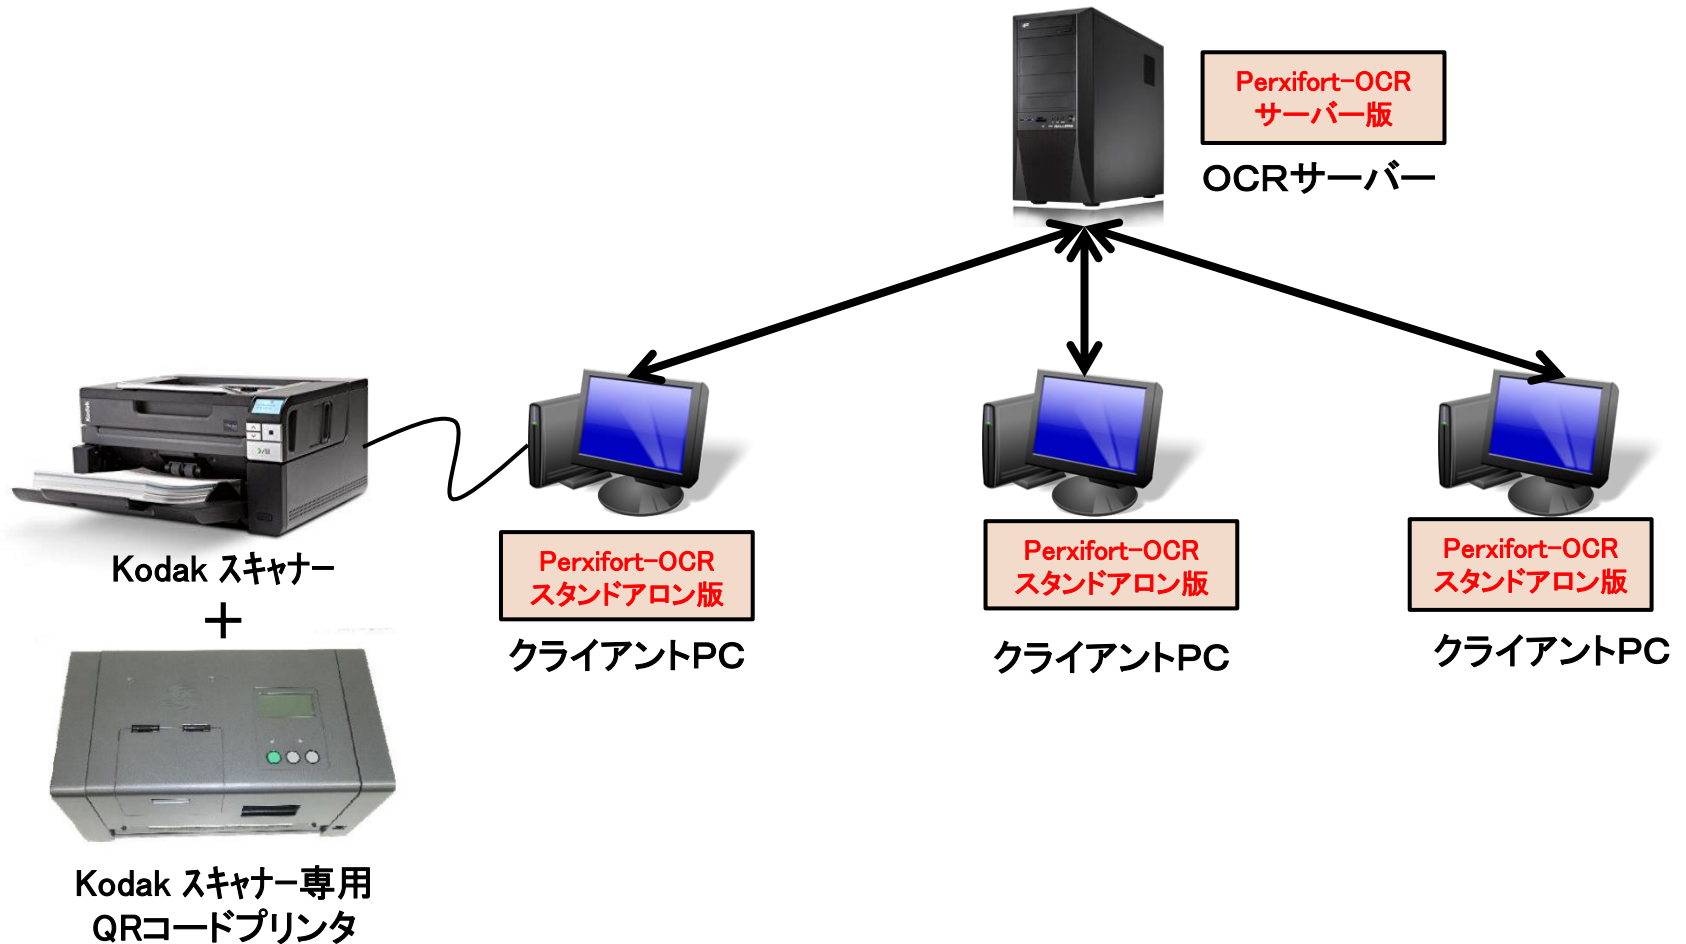 Perxifort-OCR
サーバー版
OCRサーバー
Kodak
Kodak スキャナー
＋
Perxifort-OCR
スタンドアロン版
クライアントPC
Perxifort-OCR
スタンドアロン版
クライアントPC
Perxifort-OCR
スタンドアロン版
クライアントPC
Kodak スキャナー専用
QRコードプリンタ